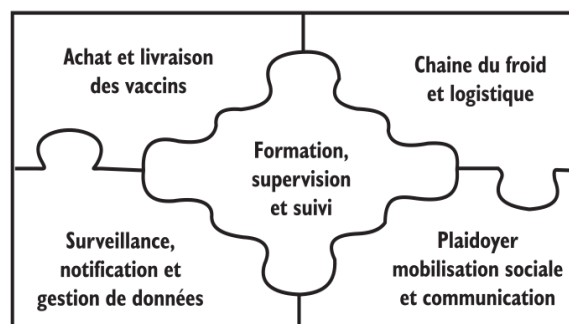 Achat et livraison
des vaccins
Chaine du froid
et logistique
Formation,
supervision
et suivi
Surveillance,
notification et
gestion de données
Plaidoyer
mobilisation sociale
et communication